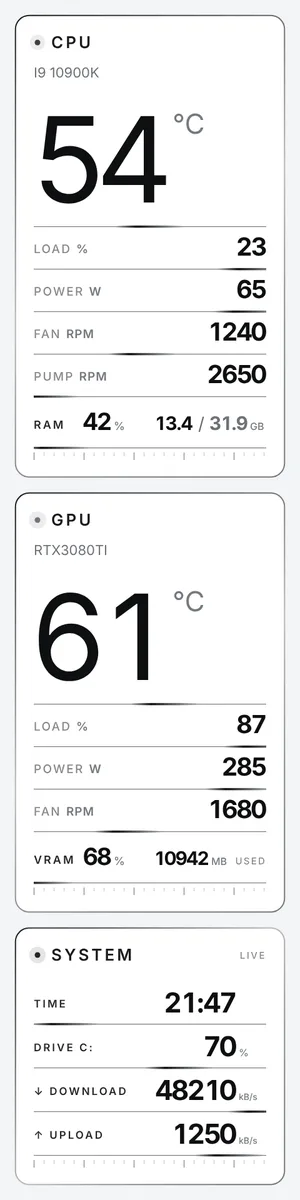 CPU
I9 10900K
54 °C
LOAD % 23
POWER W 65
FAN RPM 1240
PUMP RPM 2650
RAM 42 % 13.4 / 31.9 GB
GPU
RTX3080TI
61 °C
LOAD % 87
POWER W 285
FAN RPM 1680
VRAM 68 % 10942 MB USED
SYSTEM LIVE
TIME 21:47
DRIVE C: 70 %
↓ DOWNLOAD 48210 kB/s
↑ UPLOAD 1250 kB/s